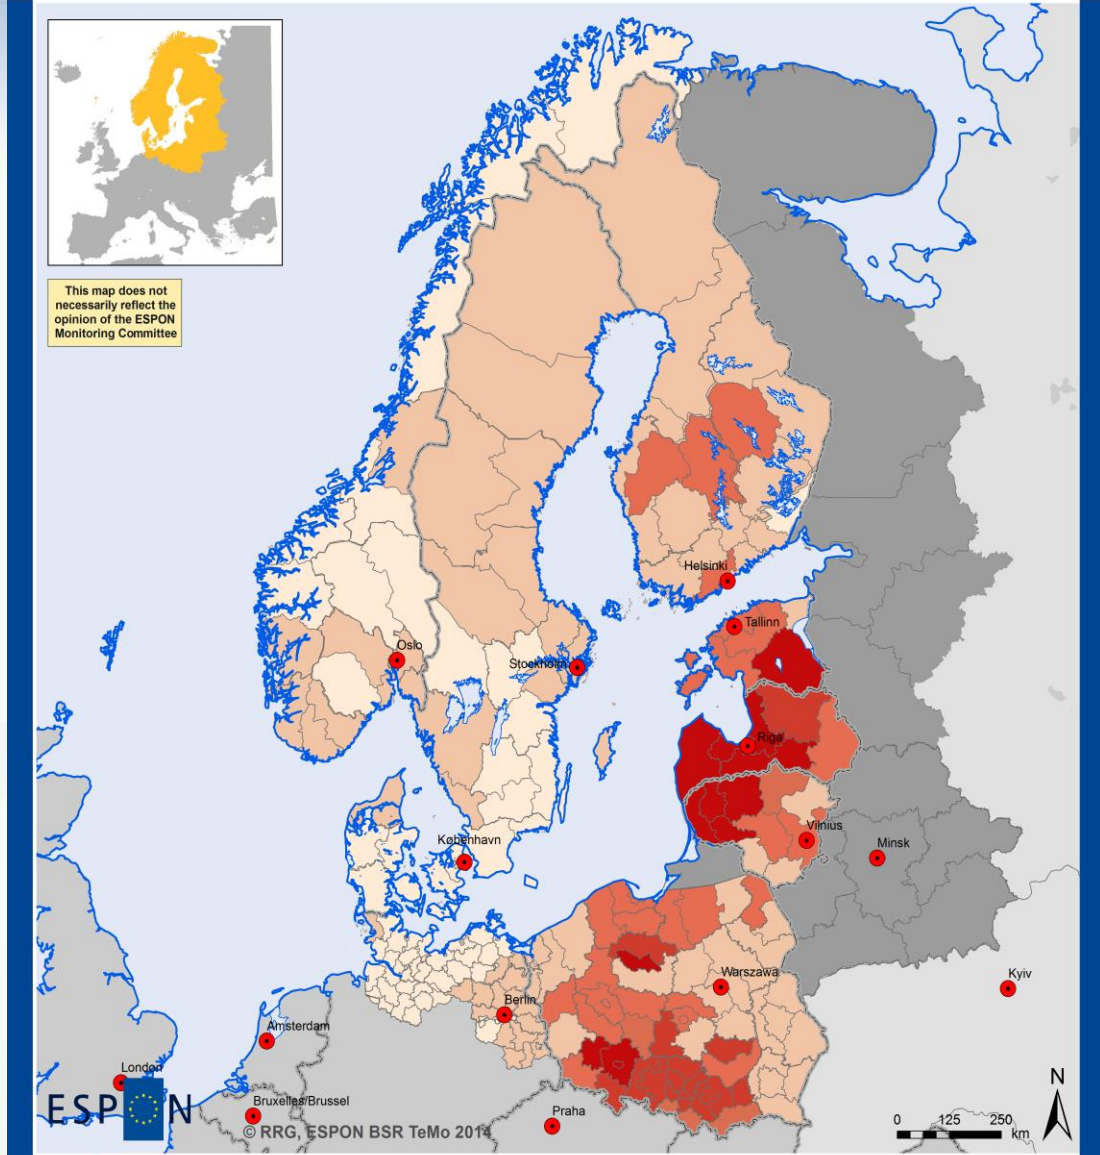 This map does not
necessarily reflect the
opinion of the ESPON
Monitoring Committee
Helsinki
Tallinn
Oslo
Stockholm
Riga
København
Vilnius
Minsk
Warszawa
Kyiv
Berlin
Amsterdam
London
Bruxelles/Brussel
Praha
ESPON
© RRG, ESPON BSR TeMo 2014
N
0 125 250
km